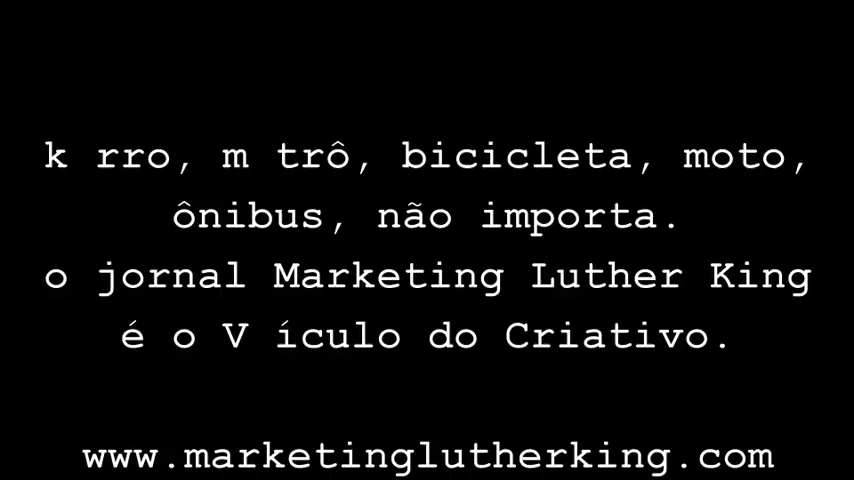 k rro, m trô, bicicleta, moto,
ônibus, não importa.
o jornal Marketing Luther King
é o V ículo do Criativo.
www.marketinglutherking.com